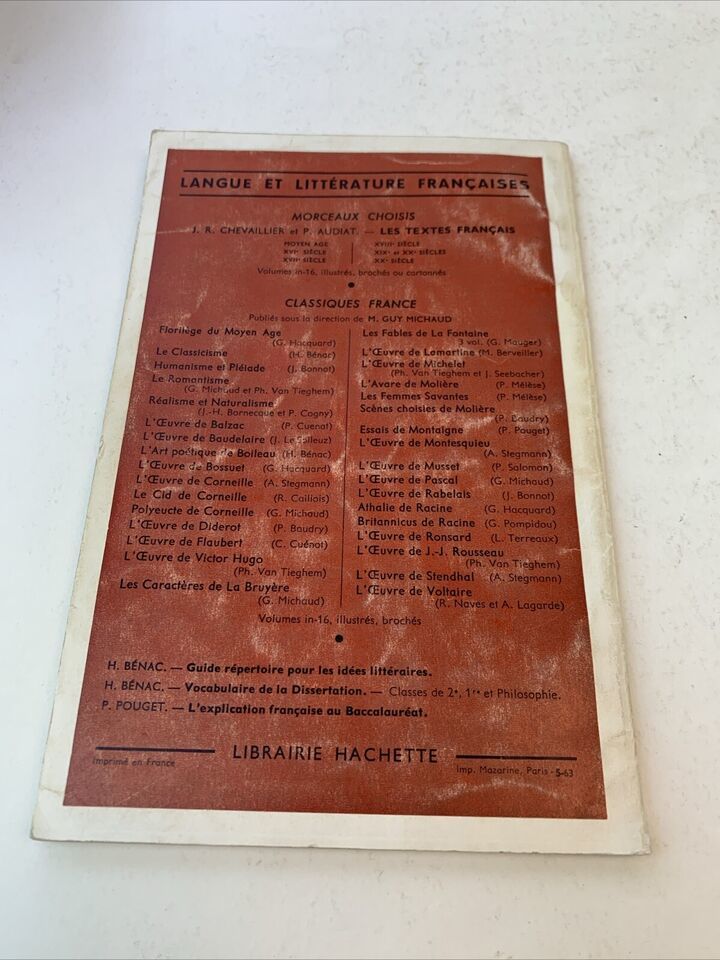 LANGUE ET LITTÉRATURE FRANÇAISES
MORCEAUX CHOISIS
J. R. CHEVAILLIER et P. AUDIAT. — LES TEXTES FRANÇAIS
MOYEN AGE
XVIᵉ SIÈCLE
XVIIᵉ SIÈCLE
XVIIIᵉ SIÈCLE
XIXᵉ et XXᵉ SIÈCLES
XXᵉ SIÈCLE
Volumes in-16, illustrés, brochés ou cartonnés
CLASSIQUES FRANCE
Publiés sous la direction de M. GUY MICHAUD
Florilège du Moyen Age
(G. Hacquard)
Le Classicisme (H. Bénac)
Humanisme et Pléiade (J. Bonnot)
Le Romantisme
(G. Michaud et Ph. Van Tieghem)
Réalisme et Naturalisme
(J.-H. Bornecque et P. Cogny)
L'Œuvre de Balzac (P. Cuenat)
L'Œuvre de Baudelaire (J. Le
L'Art poétique de Boileau (H. Bénac)
L'Œuvre de Bossuet (G. Hacquard)
L'Œuvre de Corneille (A. Stegmann)
Le Cid de Corneille (R. Caillois)
Polyeucte de Corneille (G. Michaud)
L'Œuvre de Diderot (P. Baudry)
L'Œuvre de Flaubert (C. Cuénot)
L'Œuvre de Victor Hugo
(Ph. Van Tieghem)
Les Caractères de La Bruyère
(G. Michaud)
Les Fables de La Fontaine
3 vol. (G. Mauger)
L'Œuvre de Lamartine (M. Berveiller)
L'Œuvre de Michelet
(Ph. Van Tieghem et J. Seebacher)
L'Avare de Molière (P. Mélèse)
Les Femmes Savantes (P. Mélèse)
Scènes choisies de Molière
(P. Baudry)
Essais de Montaigne (P. Pouget)
L'Œuvre de Montesquieu
(A. Stegmann)
L'Œuvre de Musset (P. Salomon)
L'Œuvre de Pascal (G. Michaud)
L'Œuvre de Rabelais (J. Bonnot)
Athalie de Racine (G. Hacquard)
Britannicus de Racine (G. Pompidou)
L'Œuvre de Ronsard (L. Terreaux)
L'Œuvre de J.-J. Rousseau
(Ph. Van Tieghem)
L'Œuvre de Stendhal (A. Stegmann)
L'Œuvre de Voltaire
(R. Naves et A. Lagarde)
Volumes in-16, illustrés, brochés
H. BÉNAC. — Guide répertoire pour les idées littéraires.
H. BÉNAC. — Vocabulaire de la Dissertation. — Classes de 2ᵉ, 1ʳᵉ et Philosophie.
P. POUGET. — L'explication française au Baccalauréat.
LIBRAIRIE HACHETTE
Imprimé en France
Imp. Mazarine, Paris - 5-63